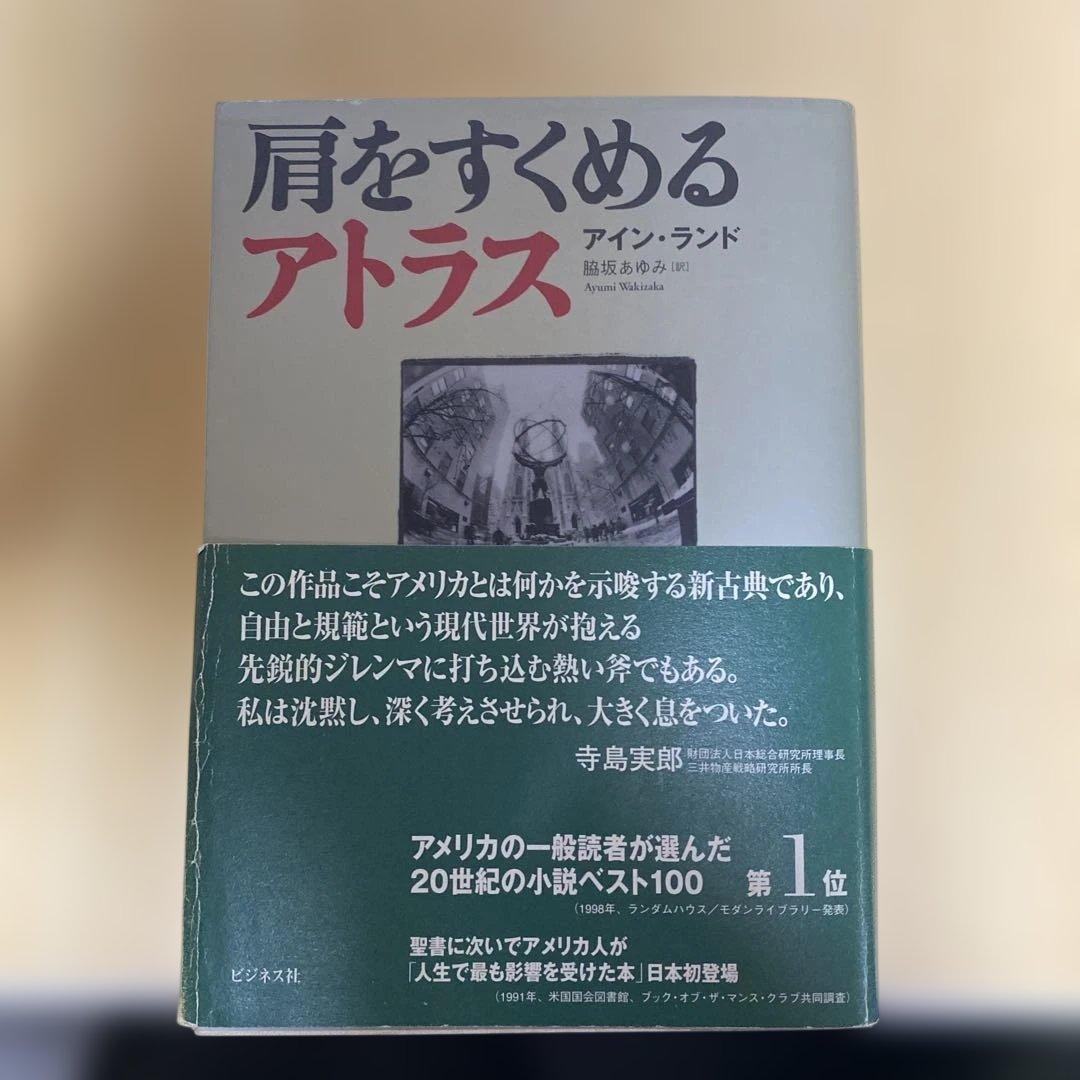 肩をすくめる
アトラス
アイン・ランド
脇坂あゆみ[訳]
Ayumi Wakizaka
この作品こそアメリカとは何かを示唆する新古典であり、
自由と規範という現代世界が抱える
先鋭的ジレンマに打ち込む熱い斧でもある。
私は沈黙し、深く考えさせられ、大きく息をついた。
寺島実郎 財団法人日本総合研究所理事長
三井物産戦略研究所所長
アメリカの一般読者が選んだ
20世紀の小説ベスト100 第1位
(1998年、ランダムハウス/モダンライブラリー発表)
聖書に次いでアメリカ人が
「人生で最も影響を受けた本」日本初登場
(1991年、米国国会図書館、ブック・オブ・ザ・マンス・クラブ共同調査)
ビジネス社